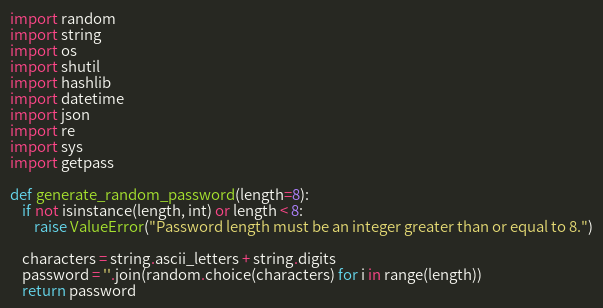 import random
import string
import os
import shutil
import hashlib
import datetime
import json
import re
import sys
import getpass

def generate_random_password(length=8):
    if not isinstance(length, int) or length < 8:
        raise ValueError("Password length must be an integer greater than or equal to 8.")

    characters = string.ascii_letters + string.digits
    password = ''.join(random.choice(characters) for i in range(length))
    return password